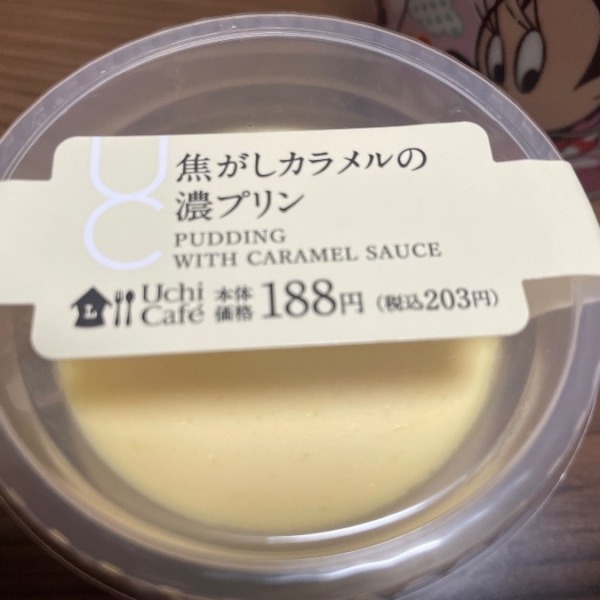 UC
焦がしカラメルの
濃プリン
PUDDING
WITH CARAMEL SAUCE
L
Uchi
Café
本体
価格
188円
(税込203円)